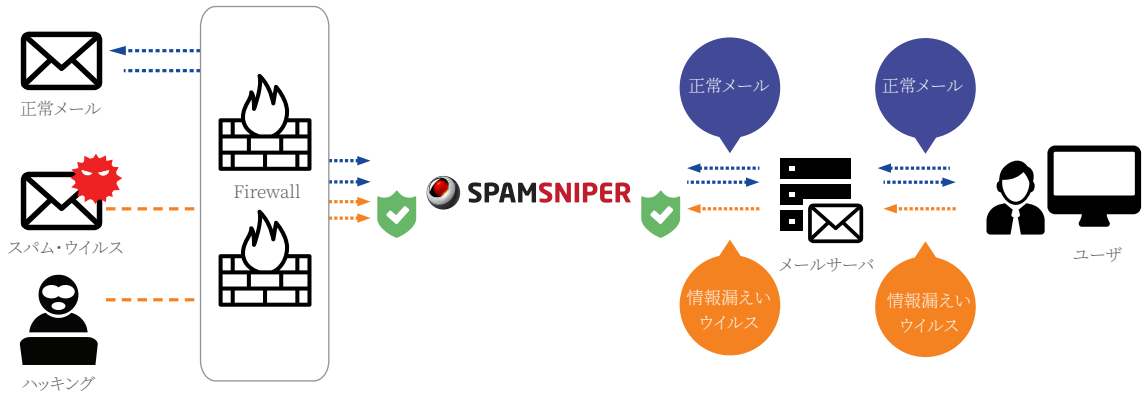 正常メール
スパム・ウイルス
ハッキング
Firewall
SPAMSNIPER
正常メール
情報漏えい
ウイルス
メールサーバ
正常メール
情報漏えい
ウイルス
ユーザ